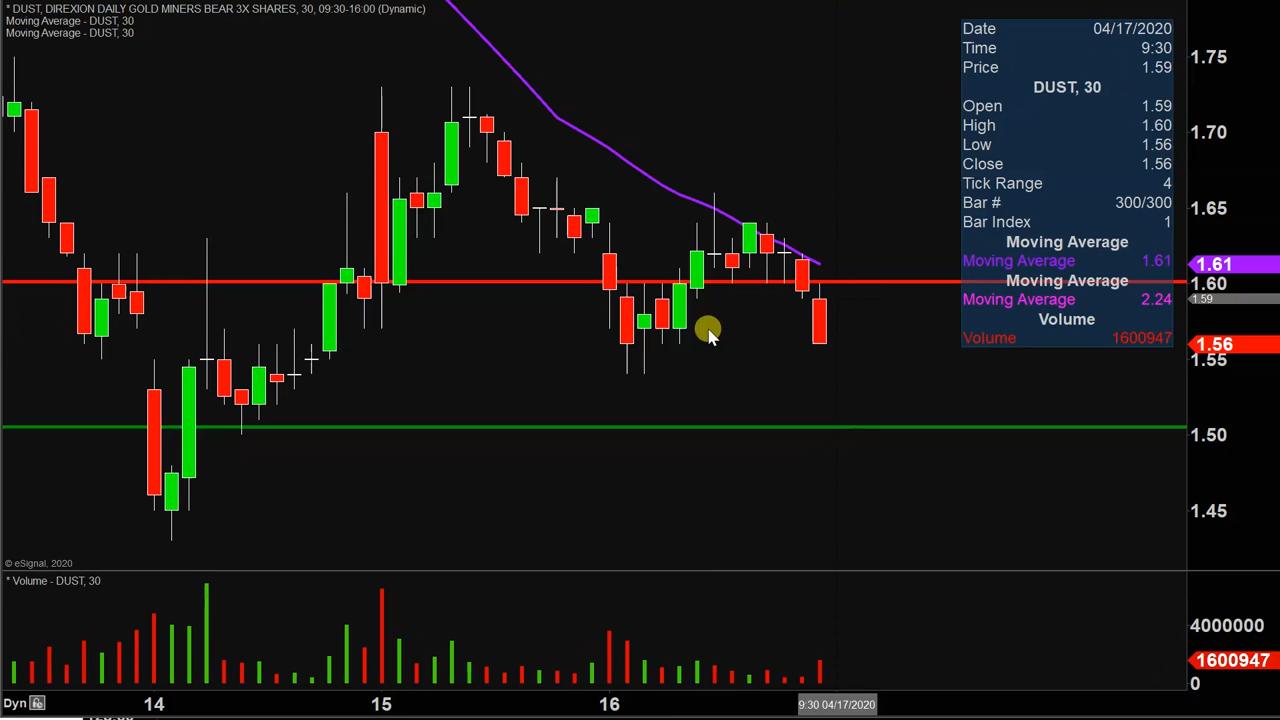 * DUST, DIREXION DAILY GOLD MINERS BEAR 3X SHARES, 30, 09:30-16:00 (Dynamic)
Moving Average - DUST, 30
Moving Average - DUST, 30
Date 04/17/2020
Time 9:30
Price 1.59
DUST, 30
Open 1.59
High 1.60
Low 1.56
Close 1.56
Tick Range 4
Bar # 300/300
Bar Index 1
Moving Average
Moving Average 1.61
Moving Average
Moving Average 2.24
Volume
Volume 1600947
1.75
1.70
1.65
1.61
1.60
1.59
1.56
1.55
1.50
1.45
© eSignal, 2020
* Volume - DUST, 30
4000000
1600947
0
Dyn 14 15 16 9:30 04/17/2020